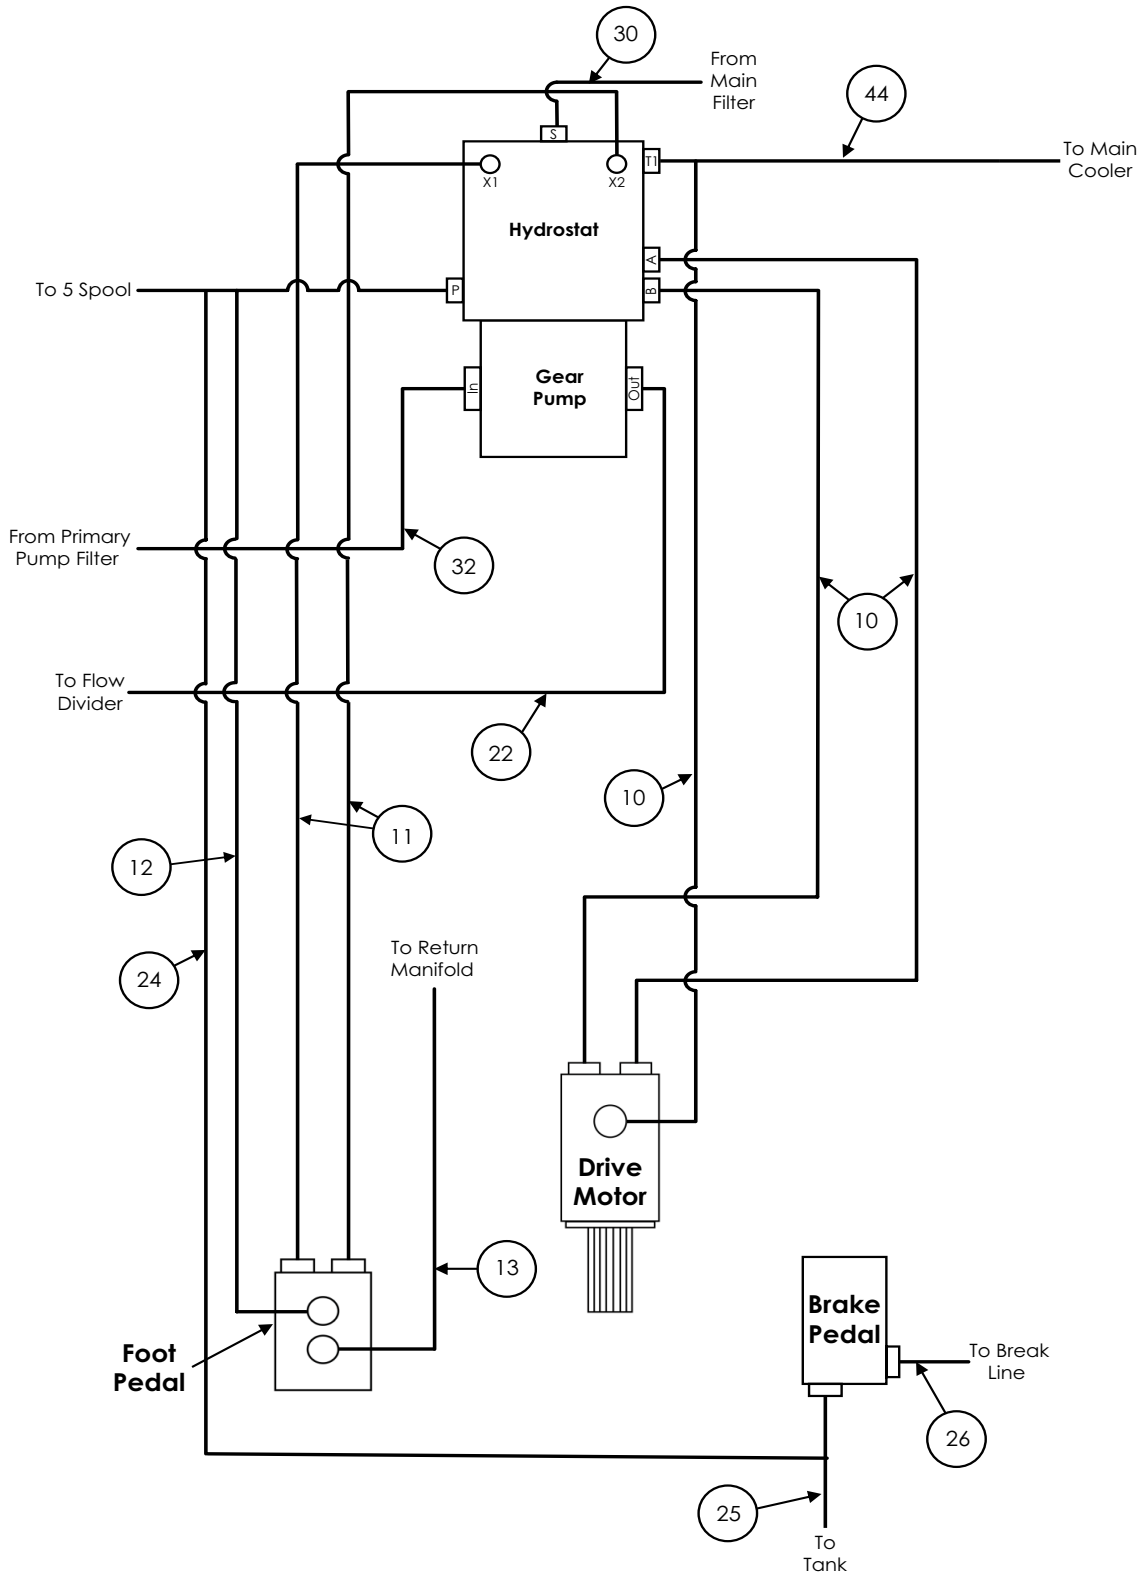 30
From
Main
Filter
44
To Main
Cooler
S
X1
X2
T1
Hydrostat
A
B
P
To 5 Spool
Gear
Pump
In
Out
From Primary
Pump Filter
32
10
To Flow
Divider
22
10
11
12
To Return
Manifold
24
Drive
Motor
13
Brake
Pedal
Foot
Pedal
To Break
Line
26
25
To
Tank